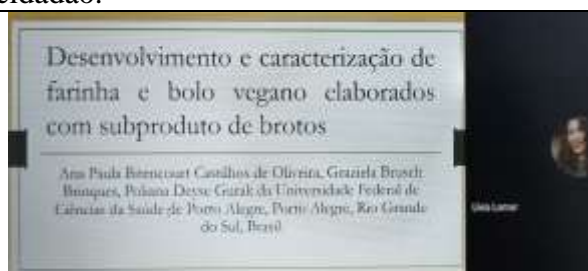 cidadão.
Desenvolvimento e caracterização de
farinha e bolo vegano elaborados
com subproduto de brotos
Ana Paula Bitencourt Castilhos de Oliveira, Graziela Brusch
Brinques, Poliana Deyse Gurak da Universidade Federal de
Ciências da Saúde de Porto Alegre, Porto Alegre, Rio Grande
do Sul, Brasil